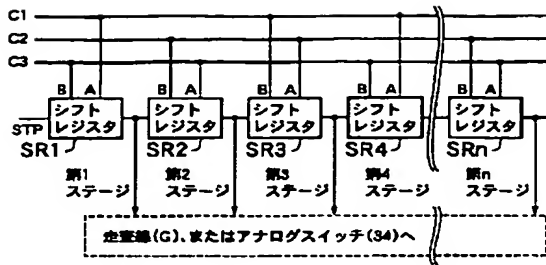 C1
C2
C3
B A B A B A B A B A
シフトレジスタ シフトレジスタ シフトレジスタ シフトレジスタ シフトレジスタ
STP
SR1 SR2 SR3 SR4 SRn
第1ステージ 第2ステージ 第3ステージ 第4ステージ 第nステージ
走査線(G)、またはアナログスイッチ(34)へ